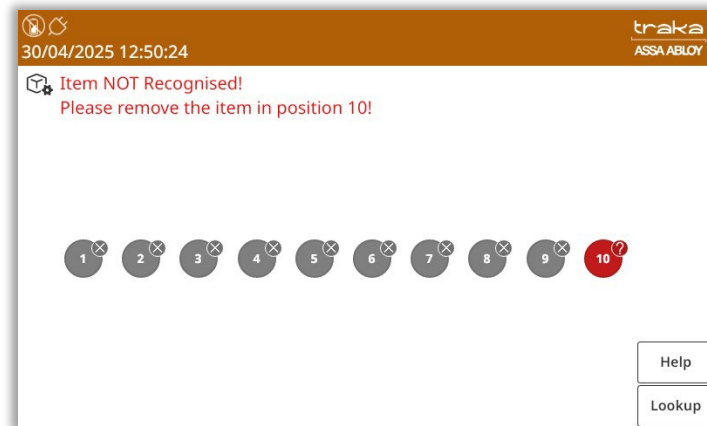 traka
30/04/2025 12:50:24
ASSA ABLOY
Item NOT Recognised!
Please remove the item in position 10!
1 2 3 4 5 6 7 8 9 10
?
Help
Lookup